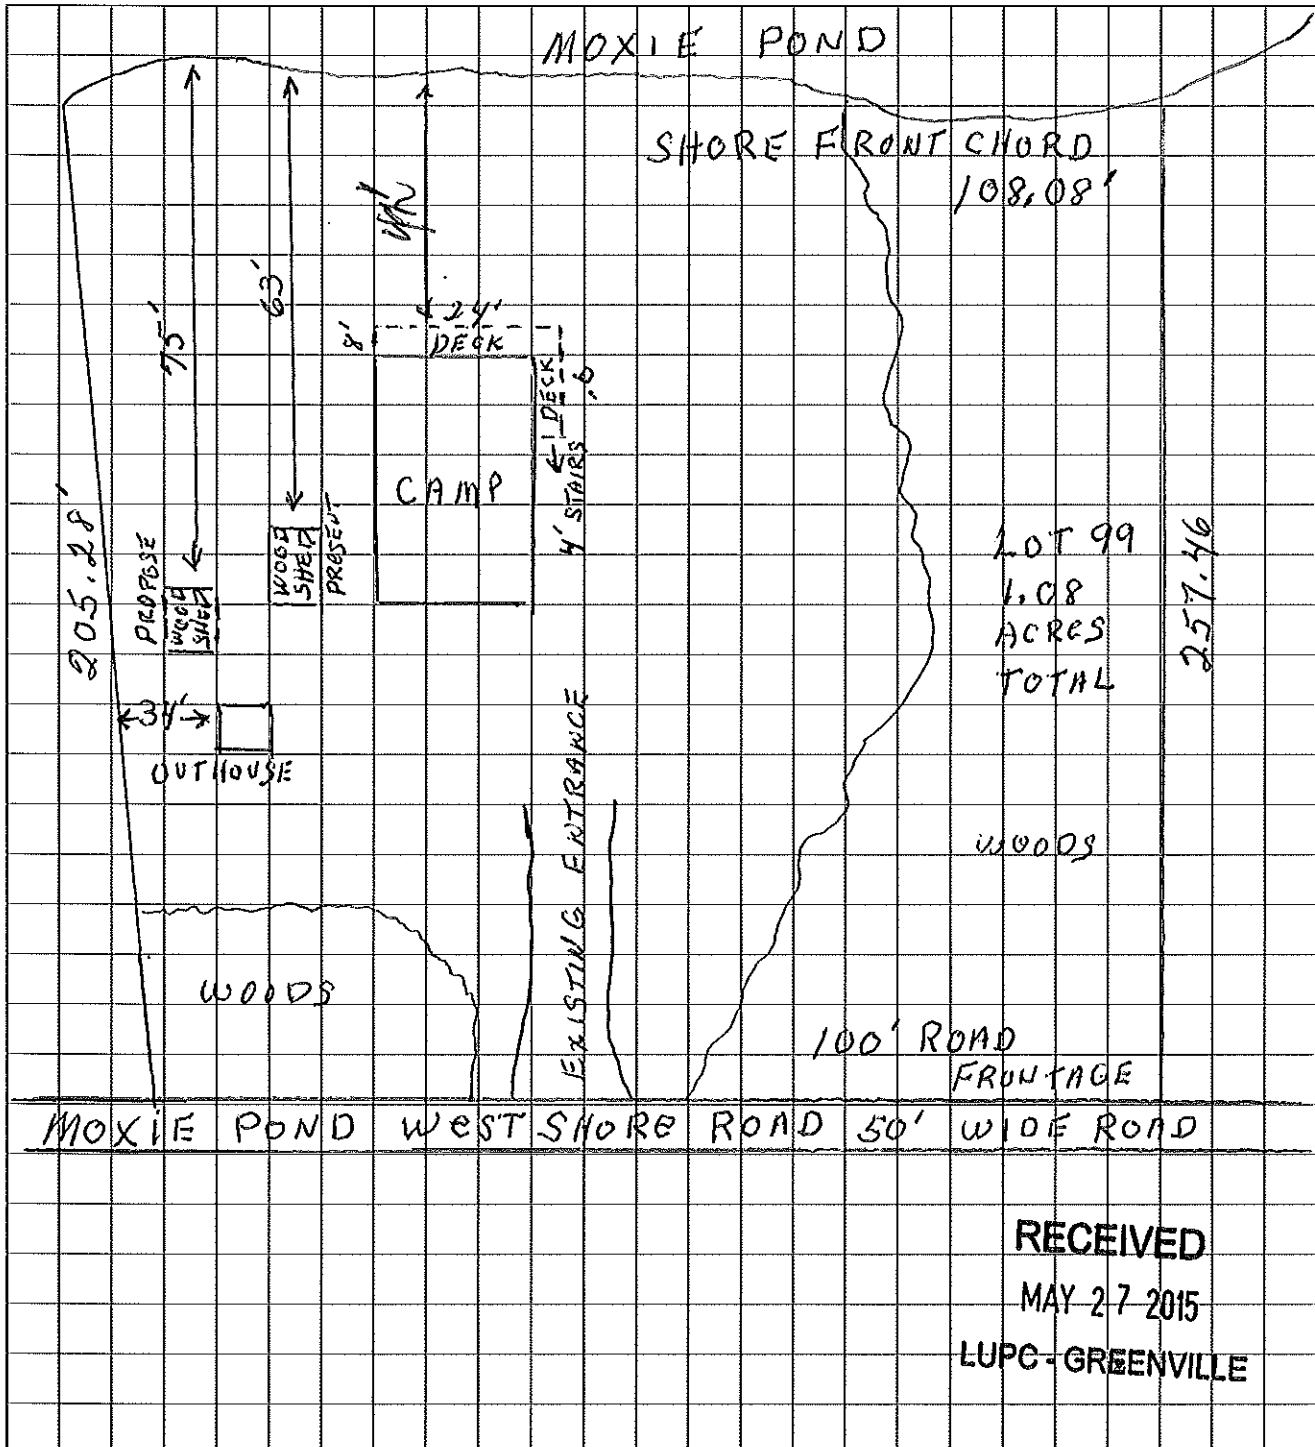 MOXIE POND
SHORE FRONT CHORD
108.08'
75'
63'
24'
8'
DECK
DECK
4' STAIRS
CAMP
205.28'
PROPOSE
WOOD
SHED
WOOD
SHED
PRESENT
LOT 99
1.08
ACRES
TOTAL
257.46
34'
OUTHOUSE
EXISTING ENTRANCE
WOODS
WOODS
100' ROAD
FRONTAGE
MOXIE POND WEST SHORE ROAD 50' WIDE ROAD
RECEIVED
MAY 27 2015
LUPC - GREENVILLE